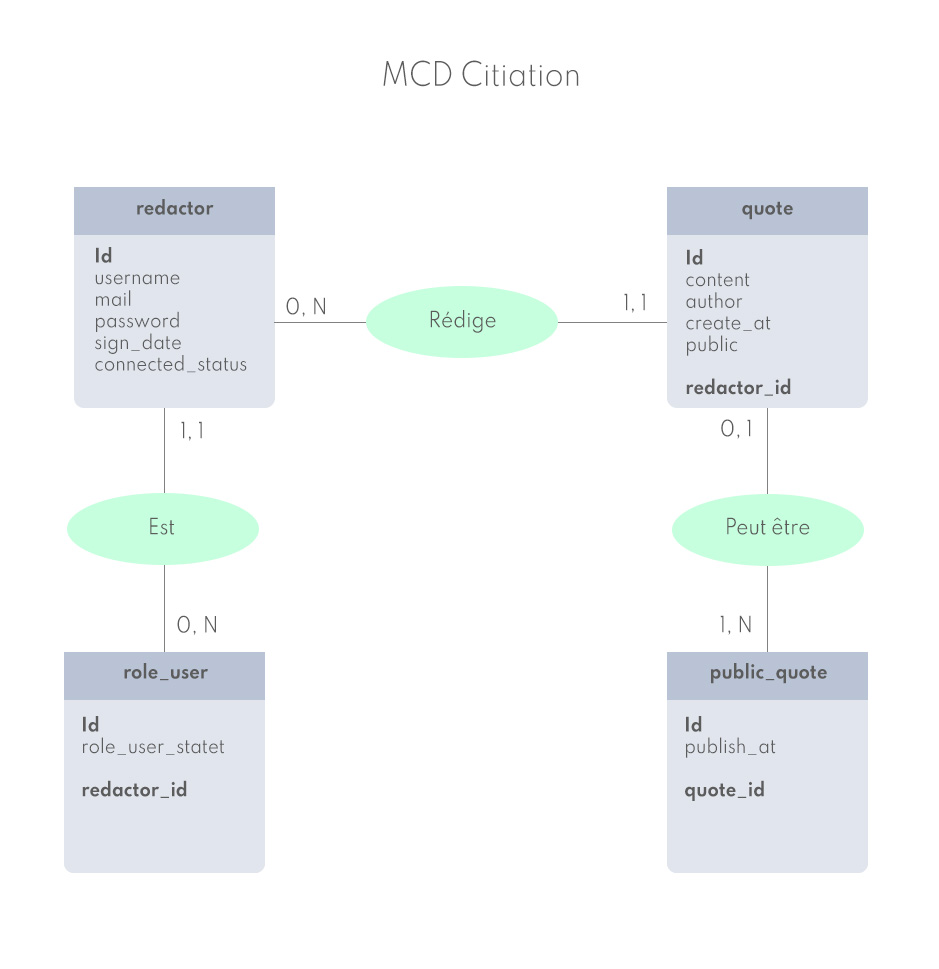 MCD Citiation
redactor
Id
username
mail
password
sign_date
connected_status
0, N
Rédige
1, 1
quote
Id
content
author
create_at
public
redactor_id
1, 1
Est
0, N
role_user
Id
role_user_statet
redactor_id
0, 1
Peut être
1, N
public_quote
Id
publish_at
quote_id